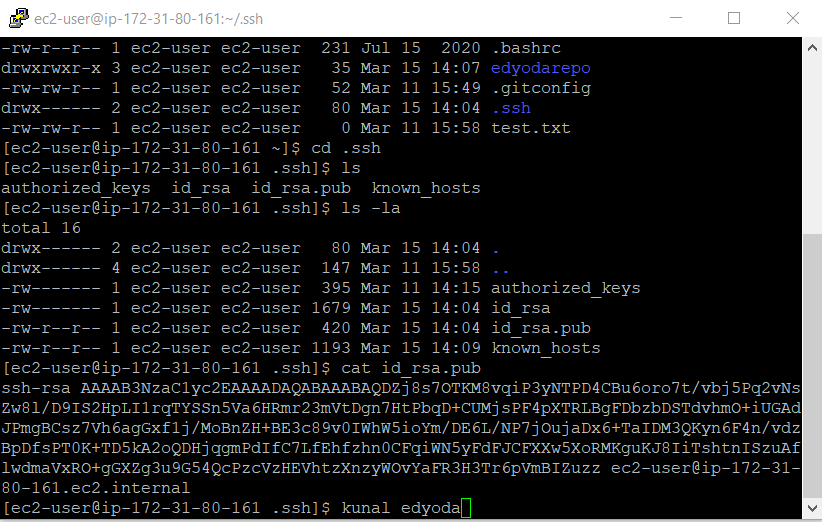 ec2-user@ip-172-31-80-161:~/.ssh
-rw-r--r-- 1 ec2-user ec2-user  231 Jul 15  2020 .bashrc
drwxrwxr-x 3 ec2-user ec2-user   35 Mar 15 14:07 edyodarepo
-rw-rw-r-- 1 ec2-user ec2-user   52 Mar 11 15:49 .gitconfig
drwx------ 2 ec2-user ec2-user   80 Mar 15 14:04 .ssh
-rw-rw-r-- 1 ec2-user ec2-user    0 Mar 11 15:58 test.txt
[ec2-user@ip-172-31-80-161 ~]$ cd .ssh
[ec2-user@ip-172-31-80-161 .ssh]$ ls
authorized_keys  id_rsa  id_rsa.pub  known_hosts
[ec2-user@ip-172-31-80-161 .ssh]$ ls -la
total 16
drwx------ 2 ec2-user ec2-user   80 Mar 15 14:04 .
drwx------ 4 ec2-user ec2-user  147 Mar 11 15:58 ..
-rw------- 1 ec2-user ec2-user  395 Mar 11 14:15 authorized_keys
-rw------- 1 ec2-user ec2-user 1679 Mar 15 14:04 id_rsa
-rw-r--r-- 1 ec2-user ec2-user  420 Mar 15 14:04 id_rsa.pub
-rw-r--r-- 1 ec2-user ec2-user 1193 Mar 15 14:09 known_hosts
[ec2-user@ip-172-31-80-161 .ssh]$ cat id_rsa.pub
ssh-rsa AAAAB3NzaC1yc2EAAAADAQABAAABAQDZj8s7OTKM8vqiP3yNTPD4CBu6oro7t/vbj5Pq2vNs
Zw8l/D9IS2HpLI1rqTYSSn5Va6HRmr23mVtDgn7HtPbqD+CUMjsPF4pXTRLBgFDbzbDSTdvhmO+iUGAd
JPmgBCsz7Vh6agGxf1j/MoBnZH+BE3c89v0IWhW5ioYm/DE6L/NP7jOujaDx6+TaIDM3QKyn6F4n/vdz
BpDfsPT0K+TD5kA2oQDHjqgmPdIfC7LfEhfzhn0CFqiWN5yFdFJCFXXw5XoRMKguKJ8IiTshtnISzuAf
lwdmaVxRO+gGXZg3u9G54QcPzcVzHEVhtzXnzyWOvYaFR3H3Tr6pVmBIZuzz ec2-user@ip-172-31-
80-161.ec2.internal
[ec2-user@ip-172-31-80-161 .ssh]$ kunal edyoda